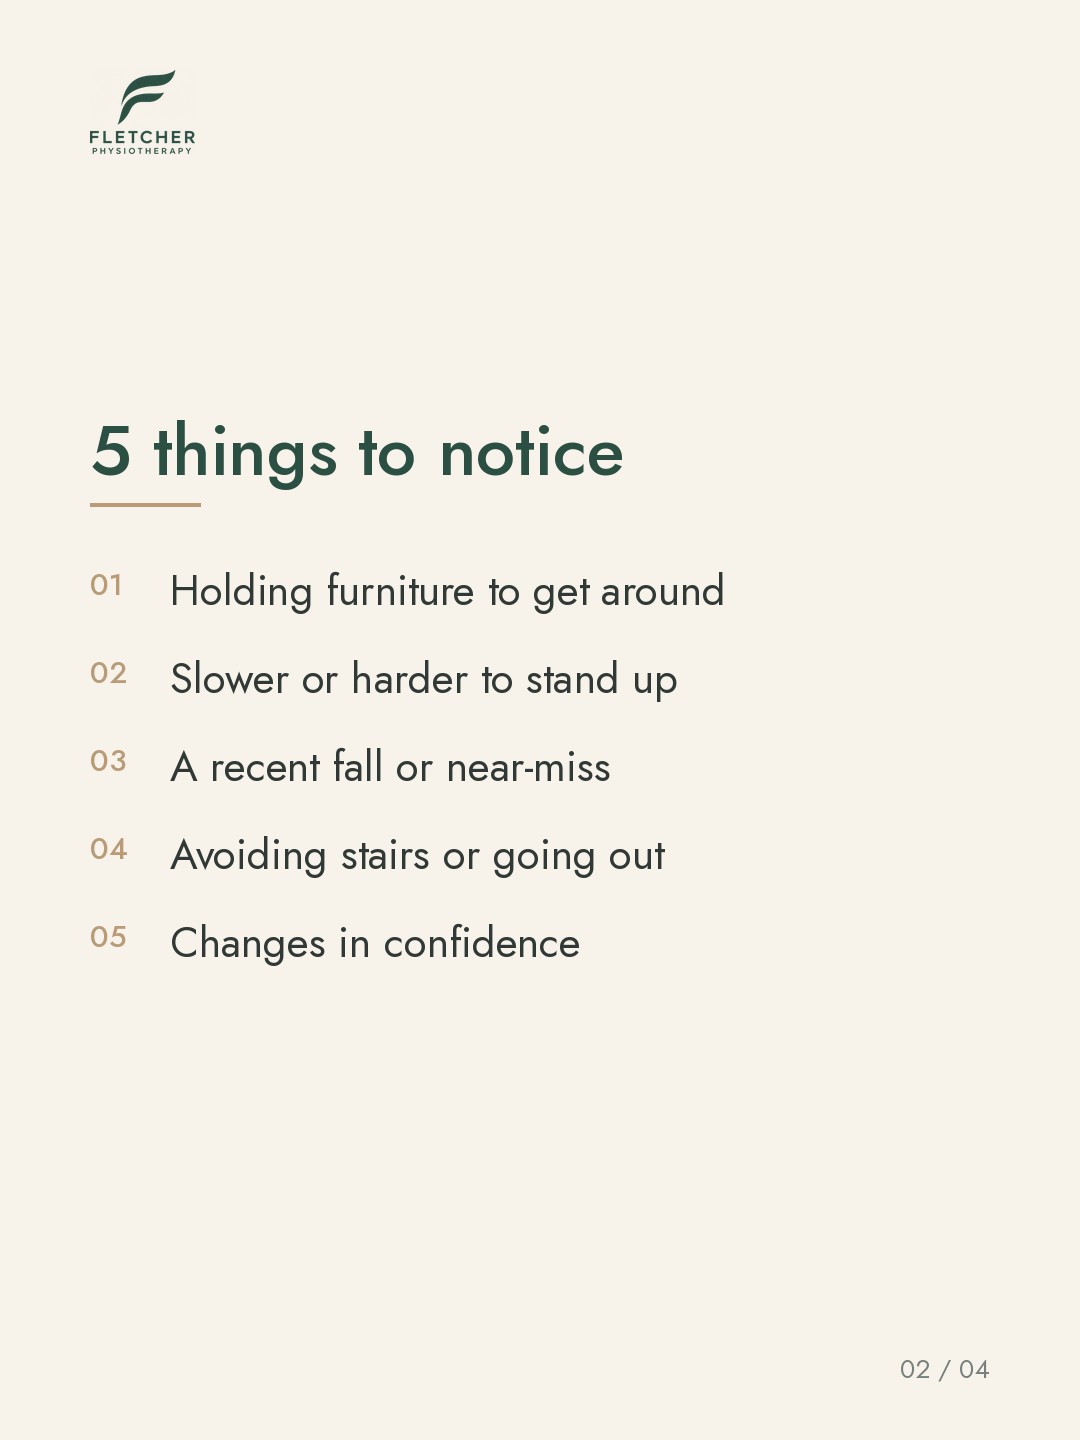 FLETCHER
PHYSIOTHERAPY
5 things to notice
01 Holding furniture to get around
02 Slower or harder to stand up
03 A recent fall or near-miss
04 Avoiding stairs or going out
05 Changes in confidence
02 / 04